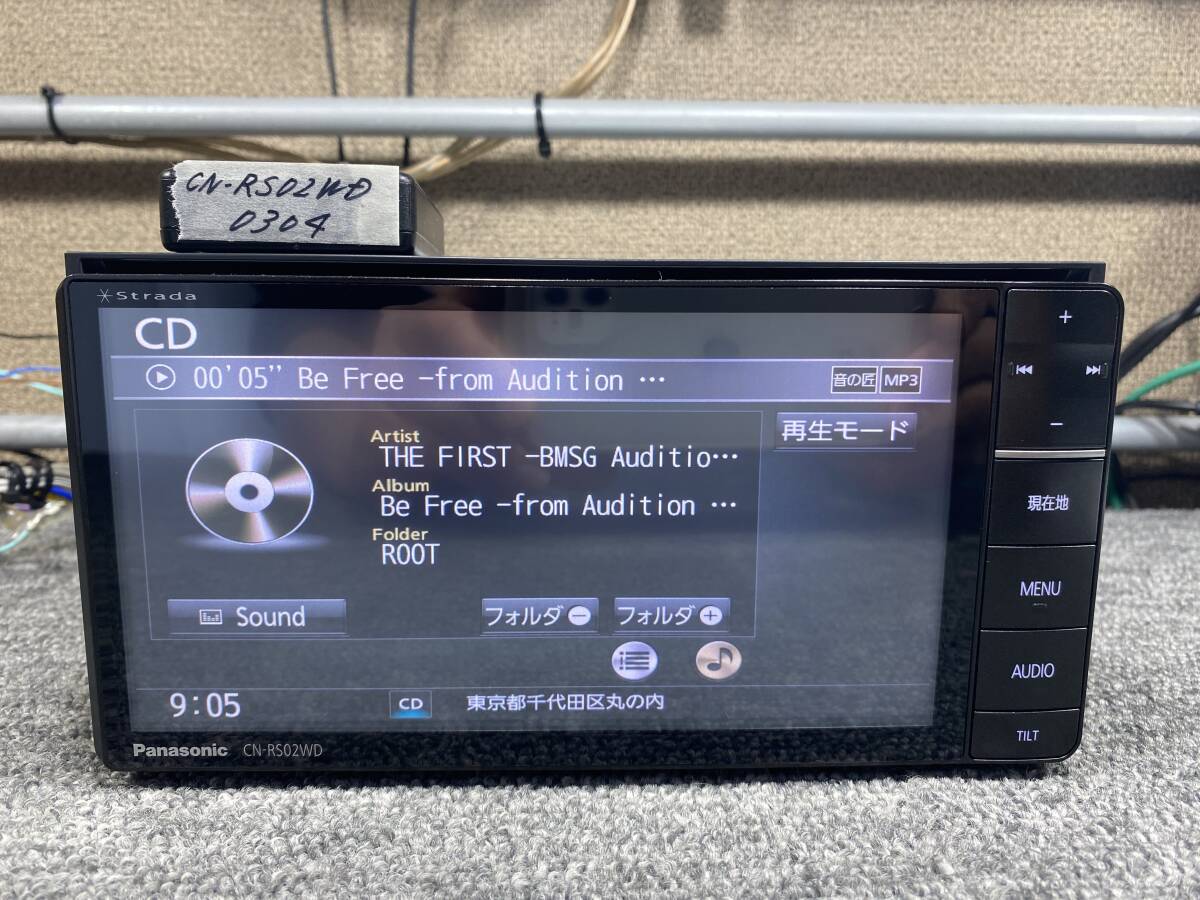 CN-RS02WD
0304
Strada
CD
00'05" Be Free -from Audition …
音の匠 MP3
再生モード
Artist
THE FIRST -BMSG Auditio…
Album
Be Free -from Audition …
Folder
ROOT
Sound
フォルダ－
フォルダ＋
9:05
CD
東京都千代田区丸の内
Panasonic CN-RS02WD
+
−
現在地
MENU
AUDIO
TILT